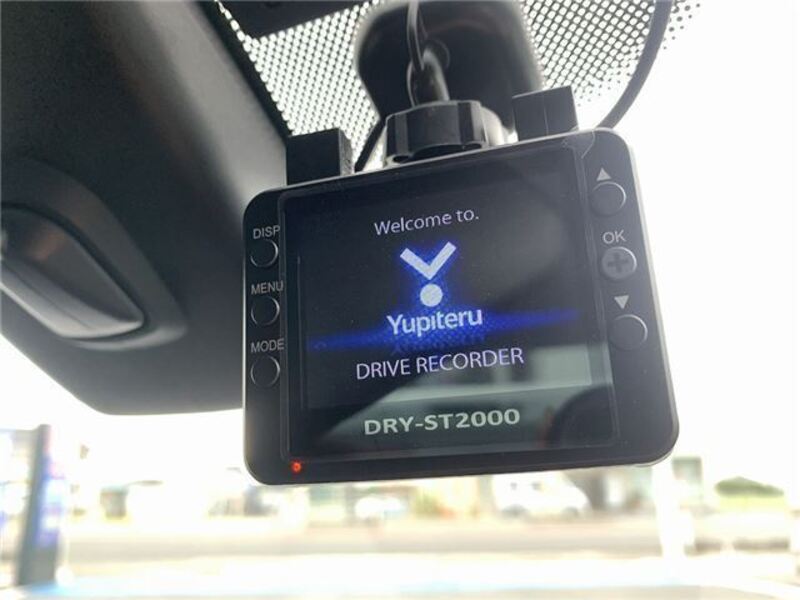 DISP
MENU
MODE
Welcome to.
Yupiteru
DRIVE RECORDER
DRY-ST2000
OK